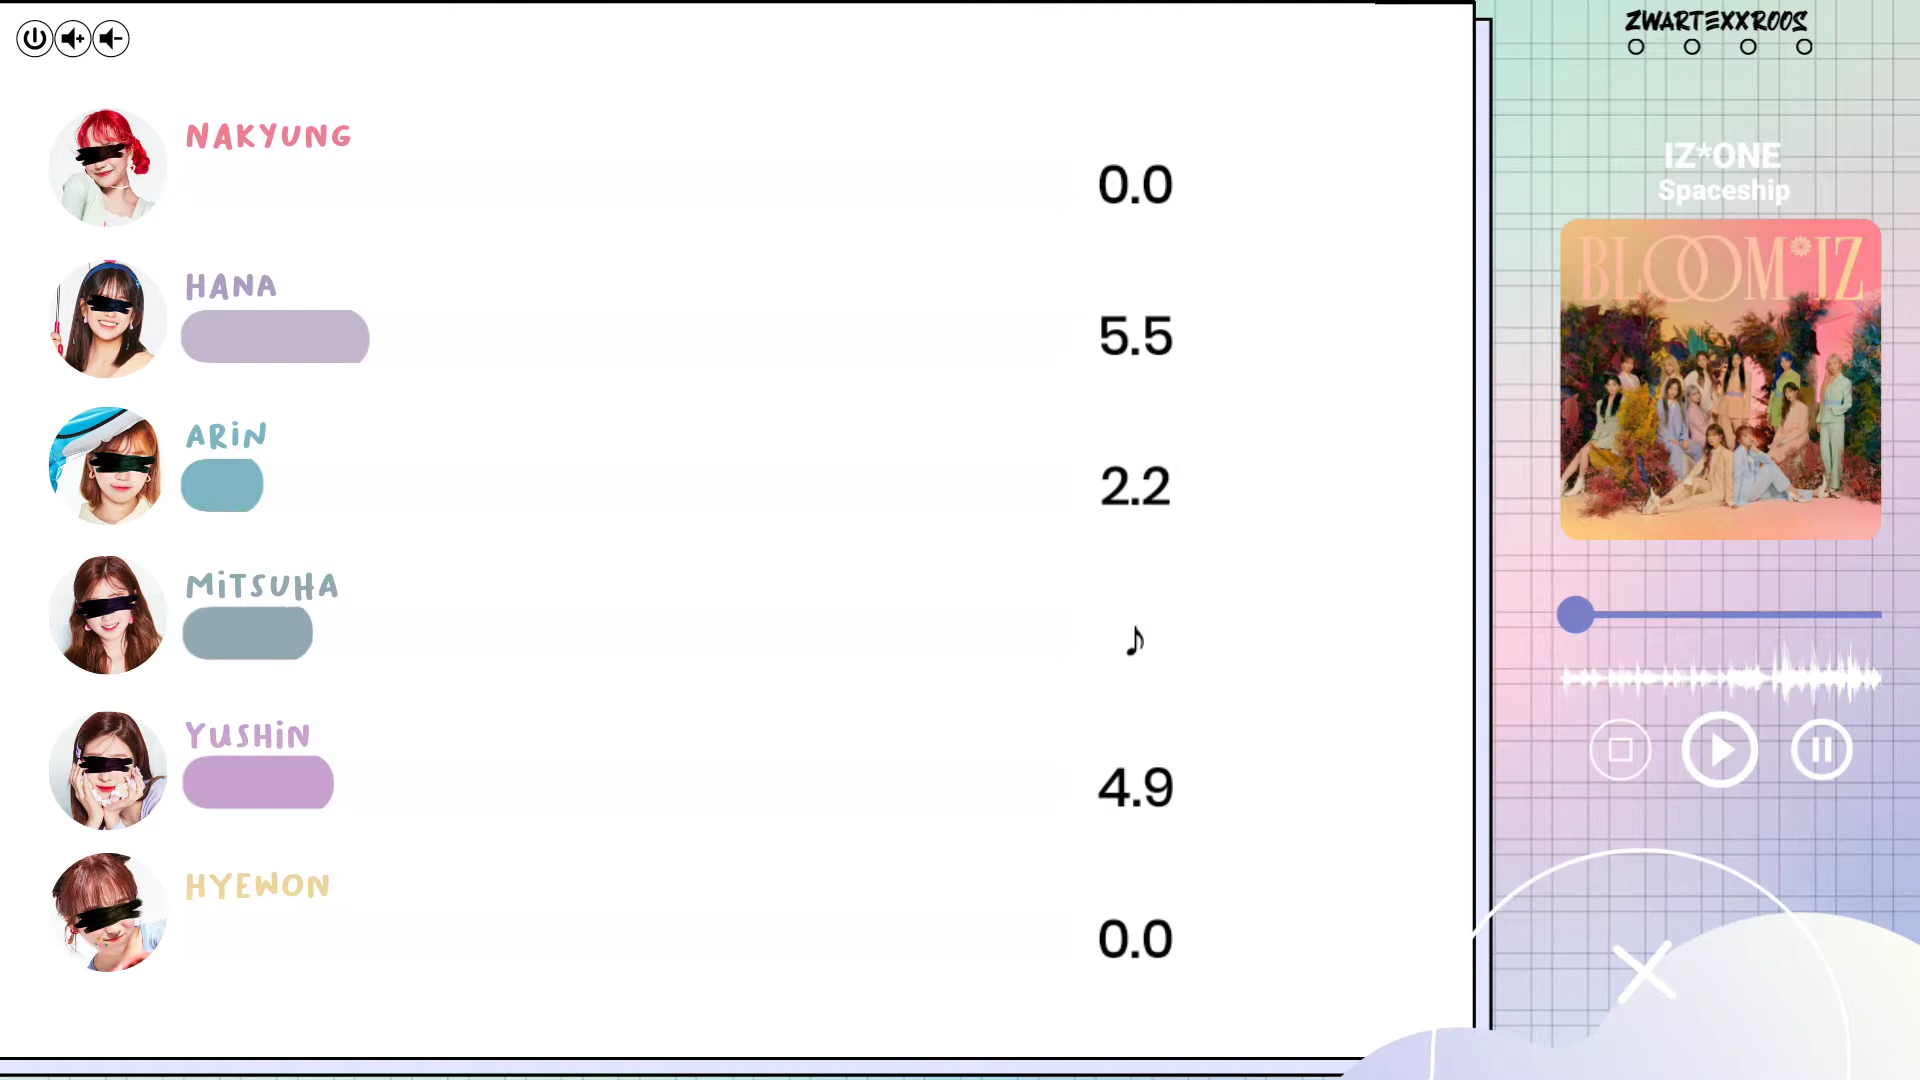 ZWARTEXXROOS
NAKYUNG
0.0
HANA
5.5
ARIN
2.2
MITSUHA
♪
YUSHIN
4.9
HYEWON
0.0
IZ*ONE
Spaceship
BLOOM*IZ